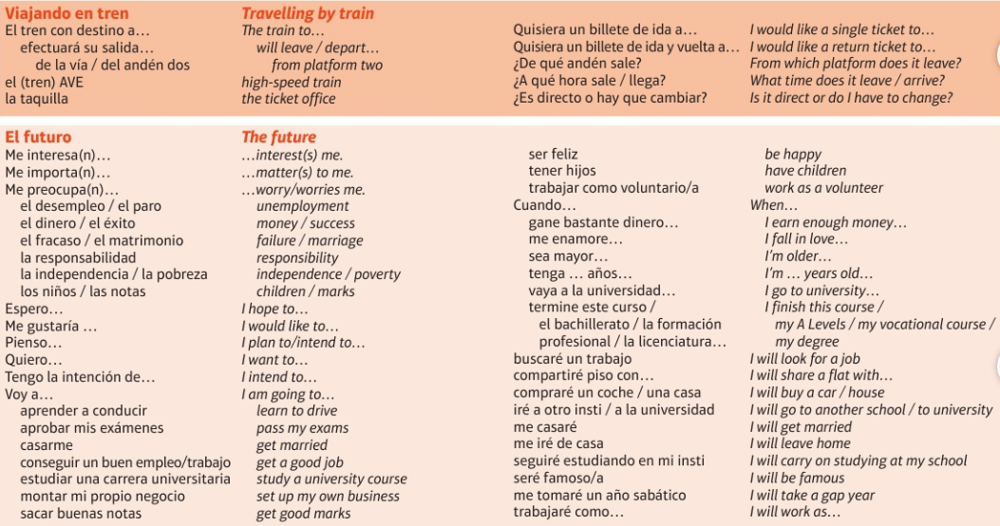 Viajando en tren Travelling by train
El tren con destino a… The train to…
efectuará su salida… will leave / depart…
de la vía / del andén dos from platform two
el (tren) AVE high-speed train
la taquilla the ticket office
Quisiera un billete de ida a… I would like a single ticket to…
Quisiera un billete de ida y vuelta a… I would like a return ticket to…
¿De qué andén sale? From which platform does it leave?
¿A qué hora sale / llega? What time does it leave / arrive?
¿Es directo o hay que cambiar? Is it direct or do I have to change?
El futuro The future
Me interesa(n)… …interest(s) me.
Me importa(n)… …matter(s) to me.
Me preocupa(n)… …worry/worries me.
el desempleo / el paro unemployment
el dinero / el éxito money / success
el fracaso / el matrimonio failure / marriage
la responsabilidad responsibility
la independencia / la pobreza independence / poverty
los niños / las notas children / marks
Espero… I hope to…
Me gustaría … I would like to…
Pienso… I plan to/intend to…
Quiero… I want to…
Tengo la intención de… I intend to…
Voy a… I am going to…
aprender a conducir learn to drive
aprobar mis exámenes pass my exams
casarme get married
conseguir un buen empleo/trabajo get a good job
estudiar una carrera universitaria study a university course
montar mi propio negocio set up my own business
sacar buenas notas get good marks
ser feliz be happy
tener hijos have children
trabajar como voluntario/a work as a volunteer
Cuando… When…
gane bastante dinero… I earn enough money…
me enamore… I fall in love…
sea mayor… I'm older…
tenga … años… I'm … years old…
vaya a la universidad… I go to university…
termine este curso / I finish this course /
el bachillerato / la formación my A Levels / my vocational course /
profesional / la licenciatura… my degree
buscaré un trabajo I will look for a job
compartiré piso con… I will share a flat with…
compraré un coche / una casa I will buy a car / house
iré a otro insti / a la universidad I will go to another school / to university
me casaré I will get married
me iré de casa I will leave home
seguiré estudiando en mi insti I will carry on studying at my school
seré famoso/a I will be famous
me tomaré un año sabático I will take a gap year
trabajaré como… I will work as…